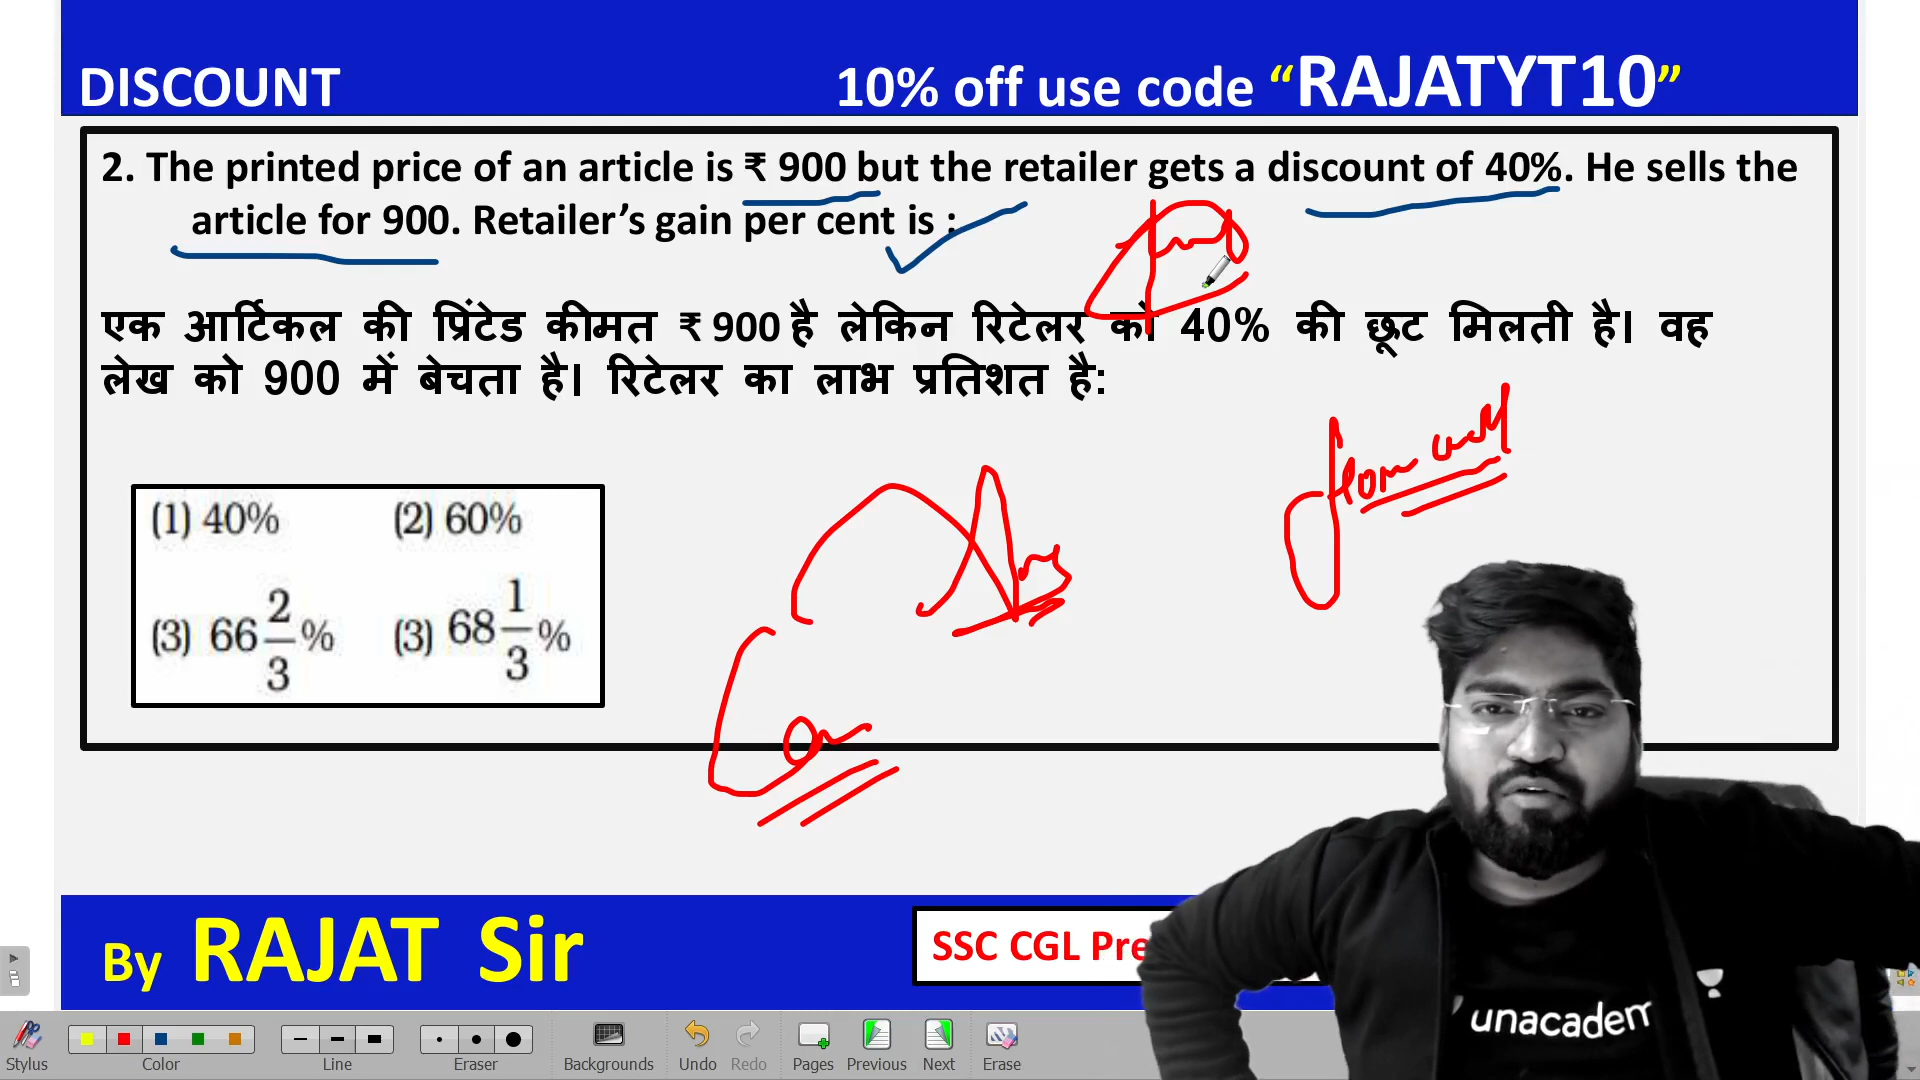 DISCOUNT
10% off use code “RAJATYT10”
2. The printed price of an article is ₹ 900 but the retailer gets a discount of 40%. He sells the
article for 900. Retailer’s gain per cent is :
एक आर्टिकल की प्रिंटेड कीमत ₹ 900 है लेकिन रिटेलर को 40% की छूट मिलती है। वह
लेख को 900 में बेचता है। रिटेलर का लाभ प्रतिशत है:
(1) 40% (2) 60%
(3) 66 2/3 % (3) 68 1/3 %
By RAJAT Sir
SSC CGL Pre
unacadem
Stylus Color Line Eraser Backgrounds Undo Redo Pages Previous Next Erase